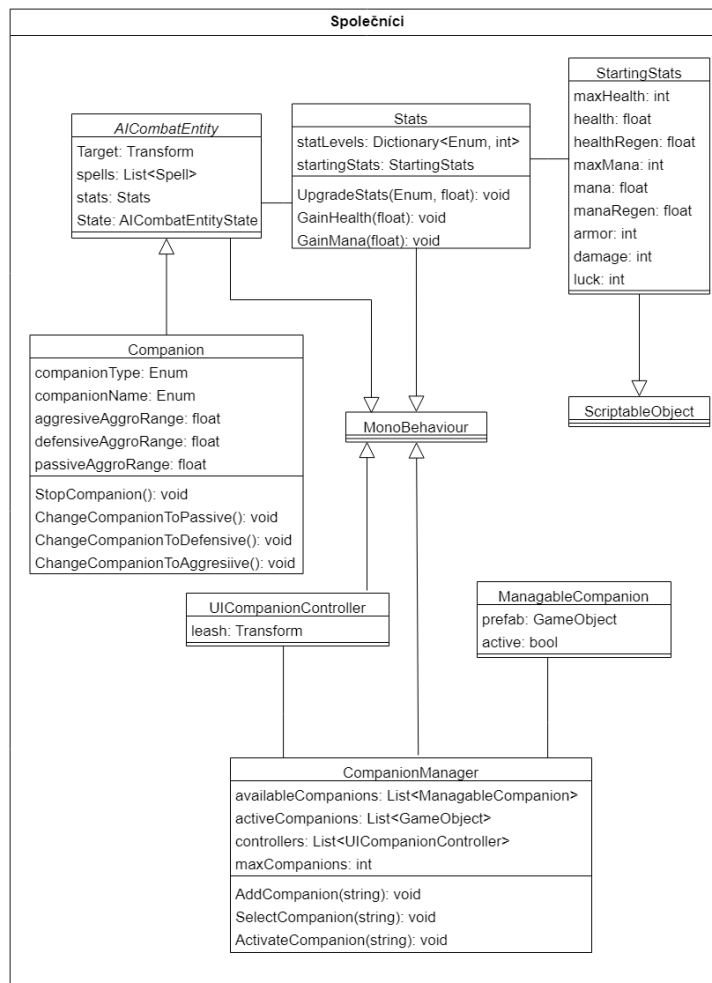 Společníci
AICombatEntity
Target: Transform
spells: List<Spell>
stats: Stats
State: AICombatEntityState
Stats
statLevels: Dictionary<Enum, int>
startingStats: StartingStats
UpgradeStats(Enum, float): void
GainHealth(float): void
GainMana(float): void
StartingStats
maxHealth: int
health: float
healthRegen: float
maxMana: int
mana: float
manaRegen: float
armor: int
damage: int
luck: int
Companion
companionType: Enum
companionName: Enum
aggresiveAggroRange: float
defensiveAggroRange: float
passiveAggroRange: float
StopCompanion(): void
ChangeCompanionToPassive(): void
ChangeCompanionToDefensive(): void
ChangeCompanionToAggresiive(): void
MonoBehaviour
ScriptableObject
UICompanionController
leash: Transform
ManagableCompanion
prefab: GameObject
active: bool
CompanionManager
availableCompanions: List<ManagableCompanion>
activeCompanions: List<GameObject>
controllers: List<UICompanionController>
maxCompanions: int
AddCompanion(string): void
SelectCompanion(string): void
ActivateCompanion(string): void